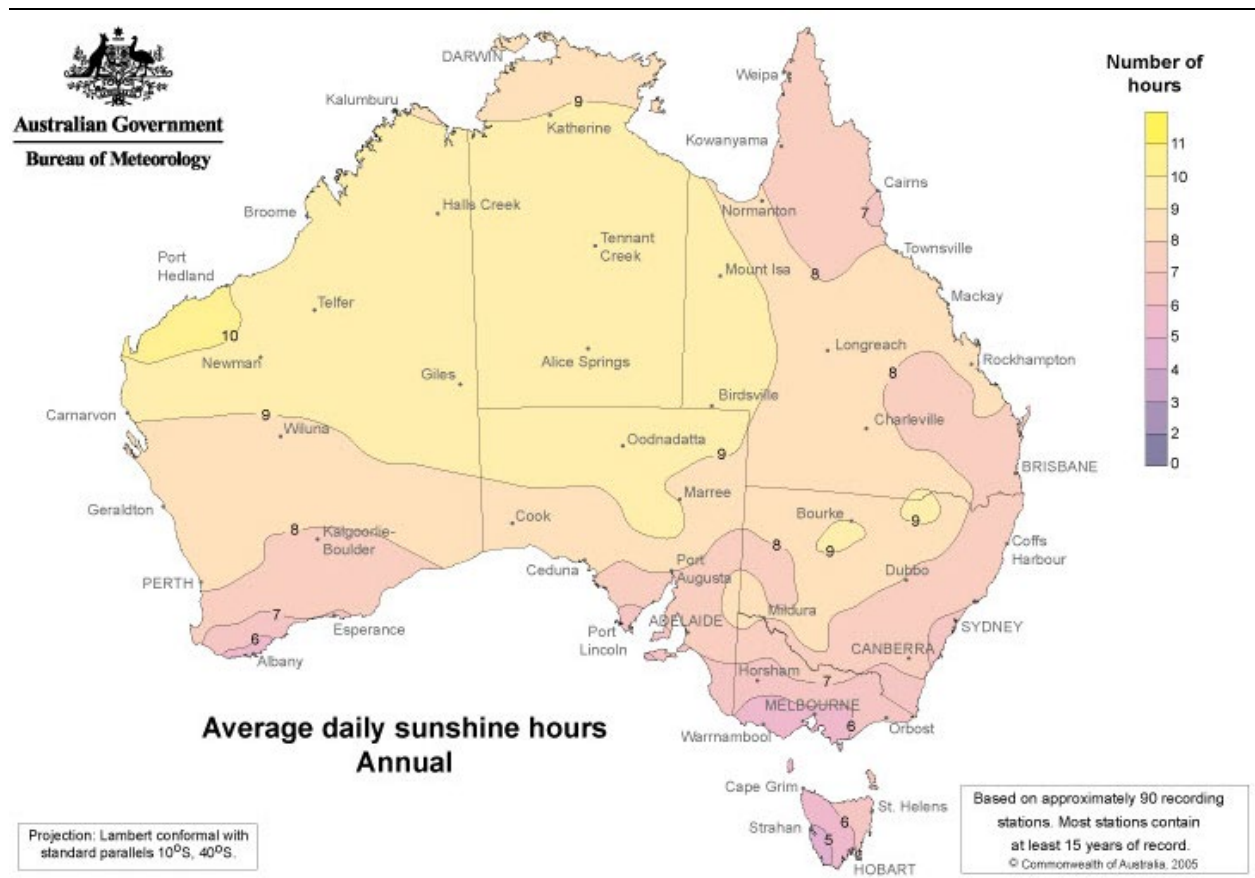 Australian Government
Bureau of Meteorology
Number of
hours
11
10
9
8
7
6
5
4
3
2
0
DARWIN
Weipa
Kalumburu
9
Katherine
Kowanyama
Cairns
Broome
Halls Creek
Normanton
7
Tennant
Creek
Townsville
Port
Hedland
Mount Isa
8
Telfer
Mackay
10
Newman
Alice Springs
Longreach
Rockhampton
Giles
8
Birdsville
Carnarvon
9
Wiluna
Charleville
Oodnadatta
9
BRISBANE
Marree
Geraldton
Cook
Bourke
9
8
Kalgoorlie-
Boulder
8
9
Coffs
Harbour
PERTH
Ceduna
Port
Augusta
Dubbo
7
Mildura
6
Esperance
ADELAIDE
SYDNEY
Port
Lincoln
CANBERRA
Albany
Horsham
7
MELBOURNE
6
Orbost
Warrnambool
Average daily sunshine hours
Annual
Cape Grim
St. Helens
6
Strahan
5
HOBART
Projection: Lambert conformal with
standard parallels 10⁰S, 40⁰S.
Based on approximately 90 recording
stations. Most stations contain
at least 15 years of record.
© Commonwealth of Australia, 2005